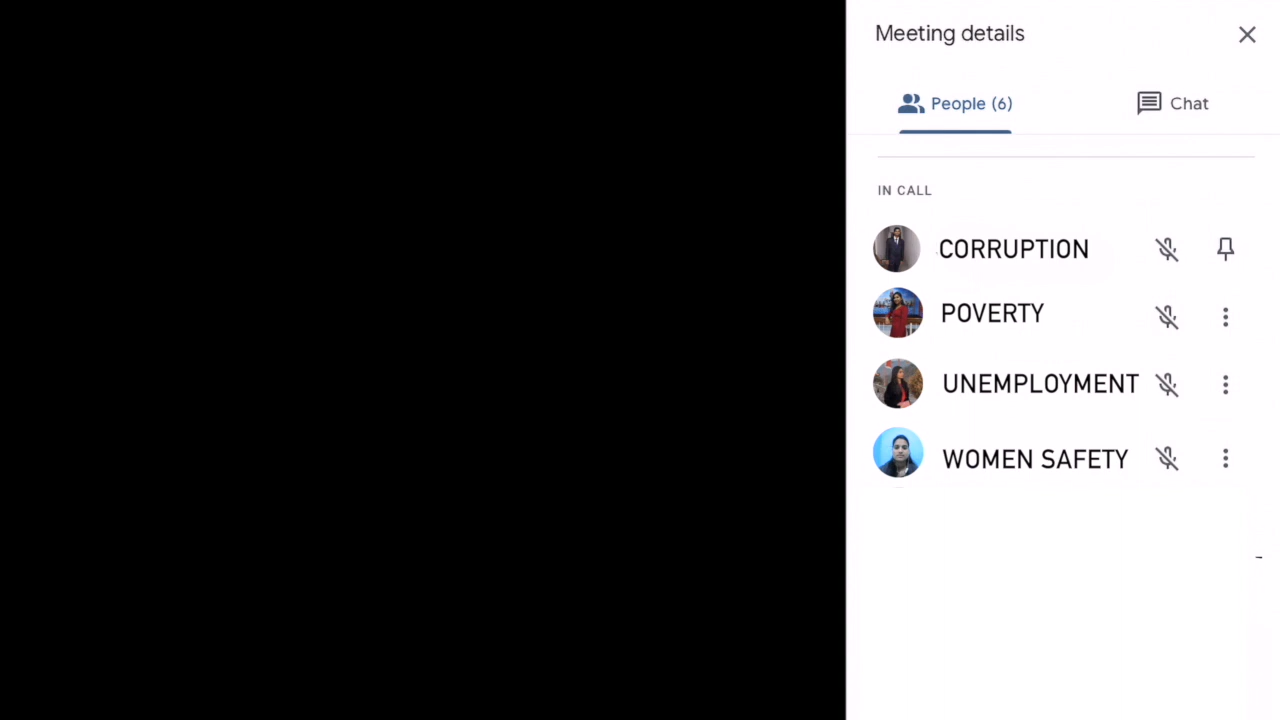 Meeting details
People (6)
Chat
IN CALL
CORRUPTION
POVERTY
UNEMPLOYMENT
WOMEN SAFETY